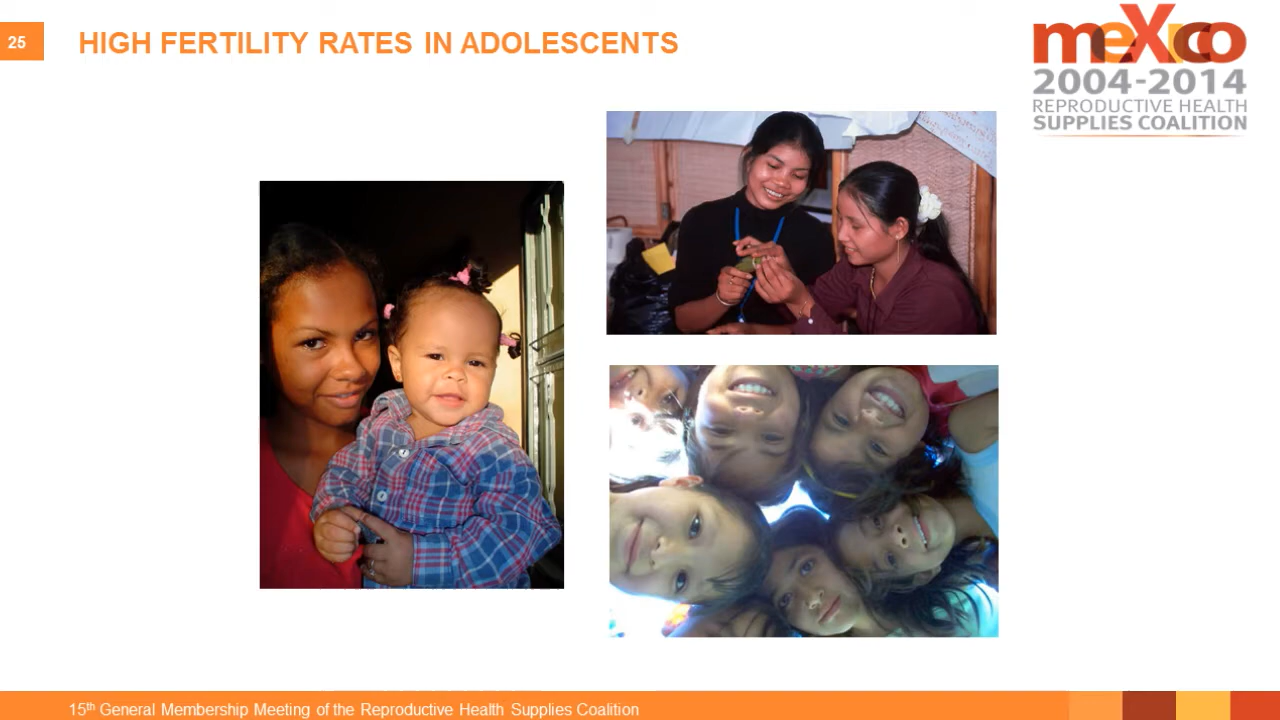 25
HIGH FERTILITY RATES IN ADOLESCENTS
meXico
2004-2014
REPRODUCTIVE HEALTH
SUPPLIES COALITION
15th General Membership Meeting of the Reproductive Health Supplies Coalition